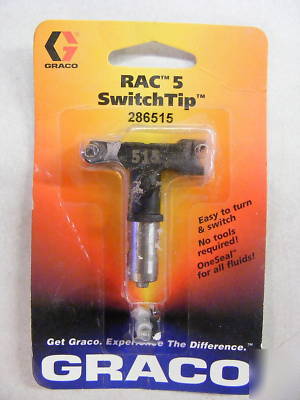 GRACO
RAC™ 5
SwitchTip™
286515
515
Easy to turn
& switch
No tools
required!
OneSeal™
for all fluids!
Get Graco. Experience The Difference.™
GRACO